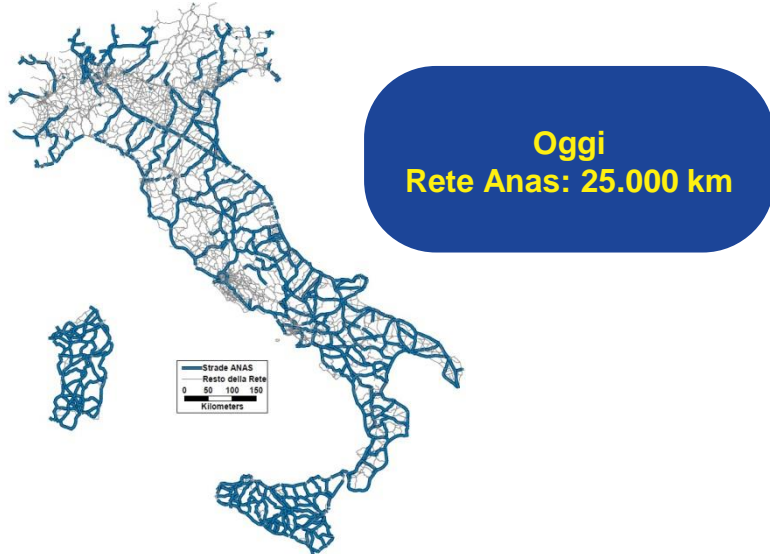 Oggi
Rete Anas: 25.000 km
Strade ANAS
Resto della Rete
0 50 100 150
Kilometers